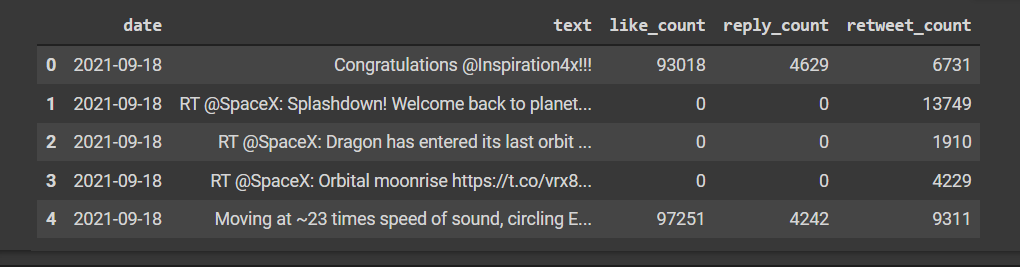 date text like_count reply_count retweet_count
0 2021-09-18 Congratulations @Inspiration4x!!! 93018 4629 6731
1 2021-09-18 RT @SpaceX: Splashdown! Welcome back to planet... 0 0 13749
2 2021-09-18 RT @SpaceX: Dragon has entered its last orbit ... 0 0 1910
3 2021-09-18 RT @SpaceX: Orbital moonrise https://t.co/vrx8... 0 0 4229
4 2021-09-18 Moving at ~23 times speed of sound, circling E... 97251 4242 9311